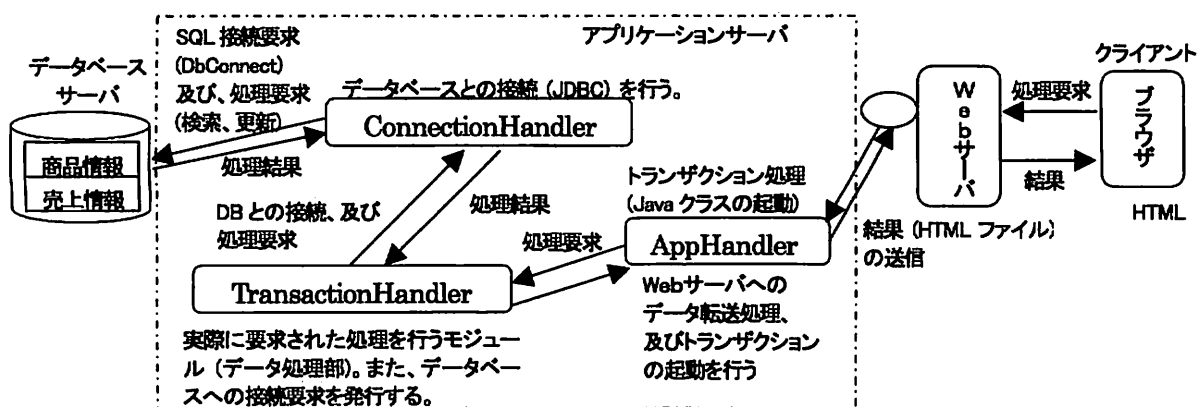 SQL 接続要求
(DbConnect)
及び、処理要求
(検索、更新)
アプリケーションサーバ
データベース
サーバ
商品情報
売上情報
データベースとの接続 (JDBC) を行う。
ConnectionHandler
処理結果
DB との接続、及び
処理要求
処理結果
TransactionHandler
実際に要求された処理を行うモジュー
ル (データ処理部)。また、データベー
スへの接続要求を発行する。
処理要求
トランザクション処理
(Java クラスの起動)
AppHandler
Webサーバへの
データ転送処理、
及びトランザクション
の起動を行う
Webサーバ
結果 (HTML ファイル)
の送信
処理要求
結果
クライアント
ブラウザ
HTML